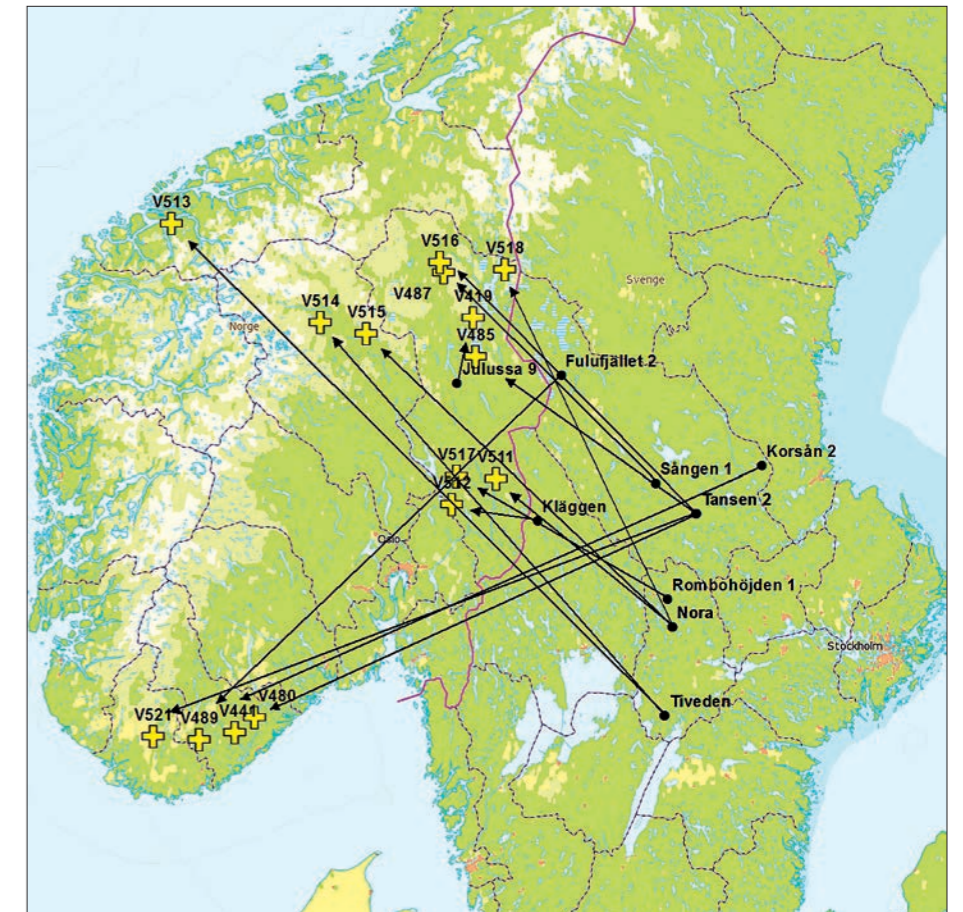 V513
V516
V518
Svenge
V487
V419
V514
V515
Norge
V485
Julussa 9
Fulufjället 2
V517
V511
Korsån 2
Sången 1
V512
Kläggen
Tansen 2
Oslo
Rombohöjden 1
Nora
Stockholm
Tiveden
V480
V521
V489
V441